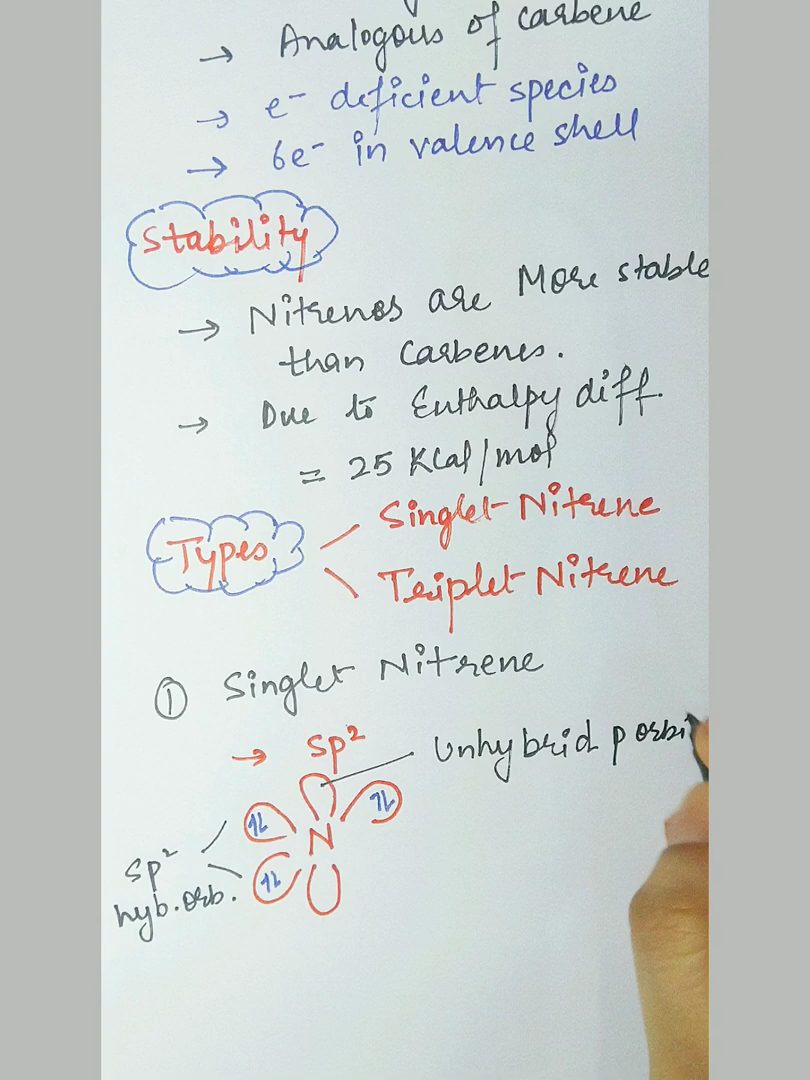 → Analogous of carbene
→ e⁻ deficient species
→ 6e⁻ in valence shell
Stability
→ Nitrenes are More stable
than Carbenes.
→ Due to Enthalpy diff.
= 25 Kcal/mol
Types
Singlet Nitrene
Triplet Nitrene
① Singlet Nitrene
→ Sp²
Unhybrid p orbi
⇅ ⇅
N
⇅
Sp²
hyb. orb.